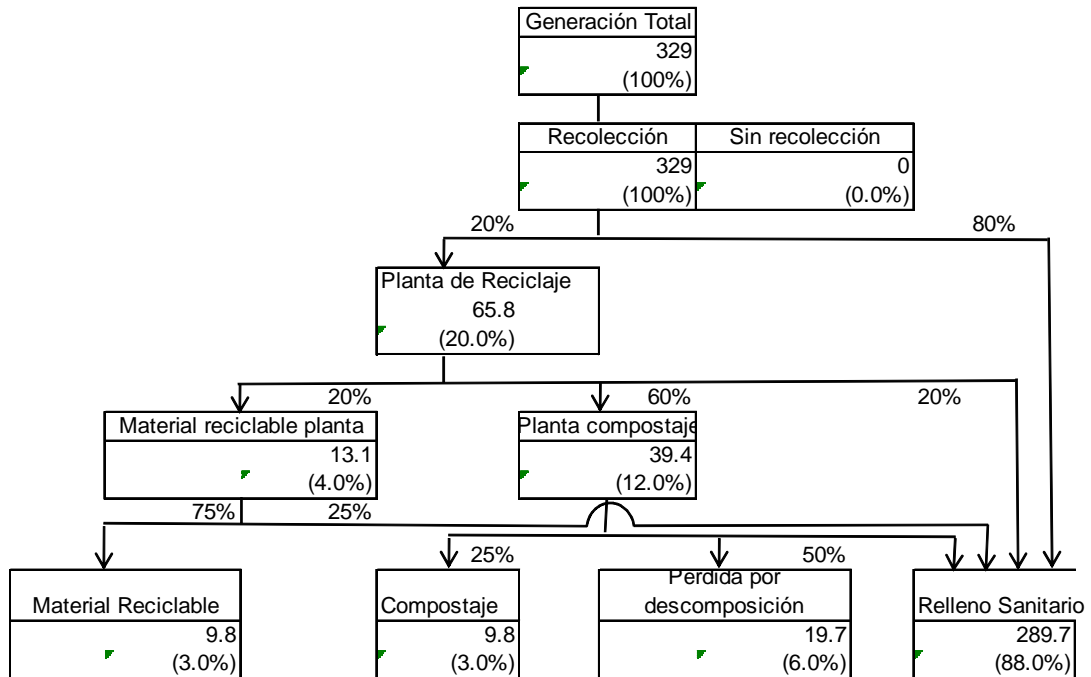 Generación Total
329
(100%)
Recolección Sin recolección
329 0
(100%) (0.0%)
20% 80%
Planta de Reciclaje
65.8
(20.0%)
20% 60% 20%
Material reciclable planta Planta compostaje
13.1 39.4
(4.0%) (12.0%)
75% 25%
25% 50%
Perdida por
Material Reciclable Compostaje descomposición Relleno Sanitario
9.8 9.8 19.7 289.7
(3.0%) (3.0%) (6.0%) (88.0%)